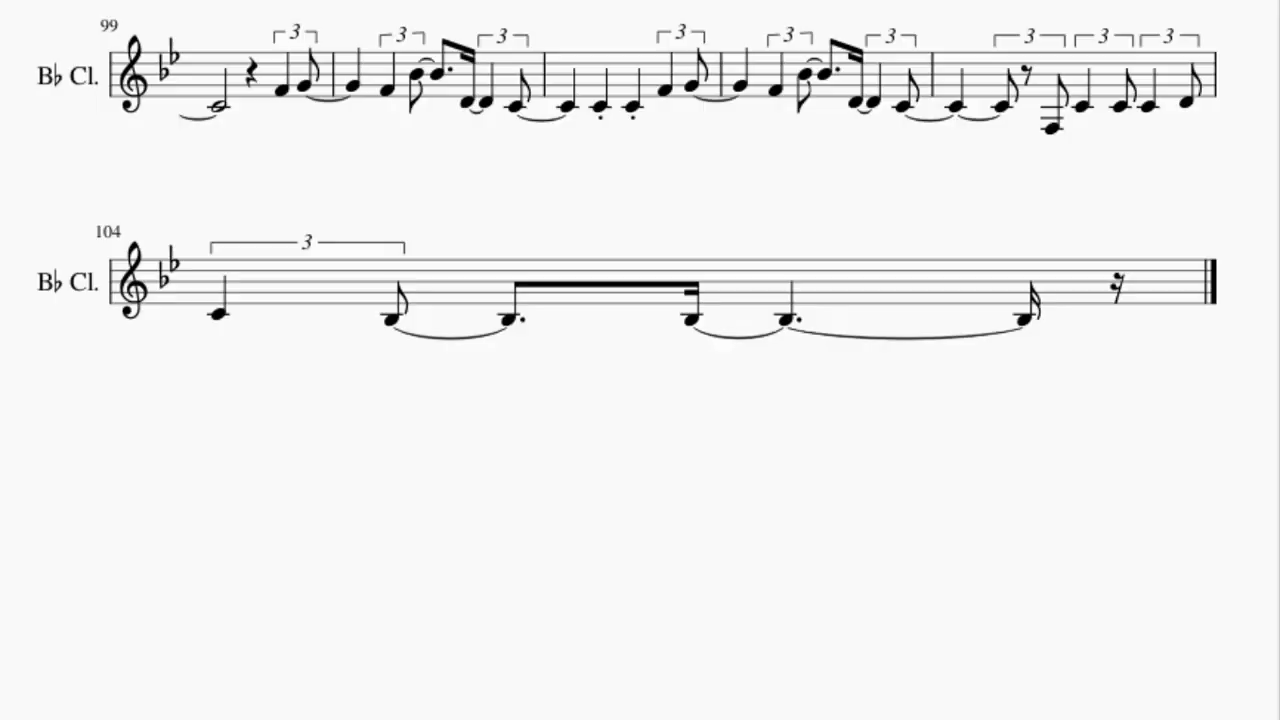 99
3 3 3 3 3 3 3 3 3
B♭ Cl.
104
3
B♭ Cl.